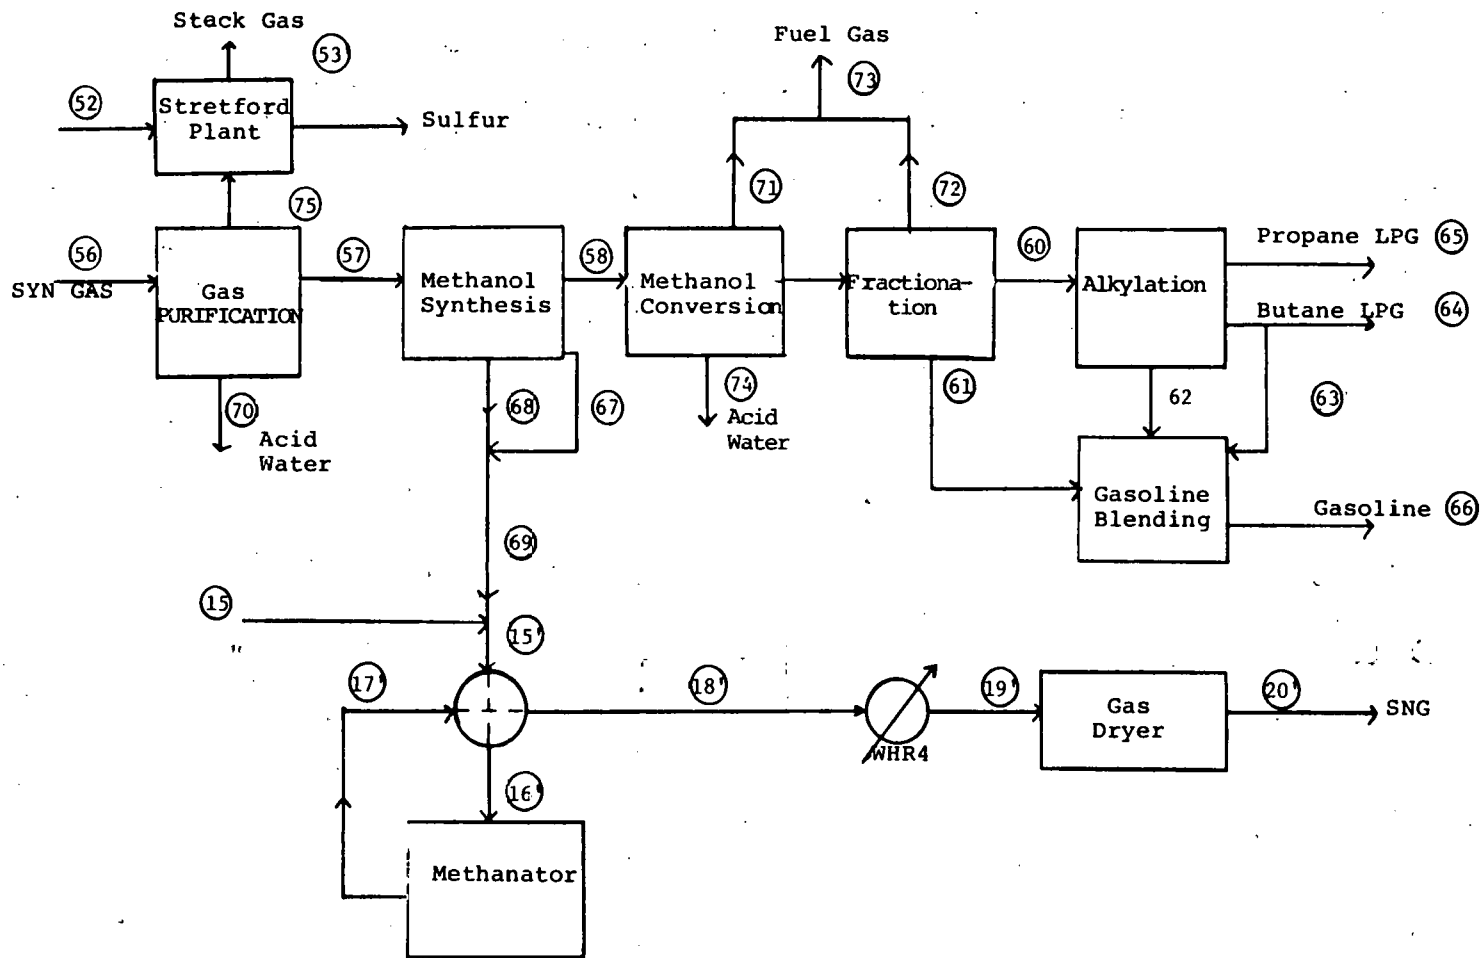 Stack Gas
53
Fuel Gas
73
52
Stretford
Plant
Sulfur
75
71
72
56
SYN GAS
Gas
PURIFICATION
57
Methanol
Synthesis
58
Methanol
Conversion
Fractiona-
tion
60
Alkylation
Propane LPG 65
Butane LPG 64
70
Acid
Water
68
67
74
Acid
Water
61
62
63
Gasoline
Blending
Gasoline 66
69
15
15'
17'
18'
WHR4
19'
Gas
Dryer
20'
SNG
16'
Methanator